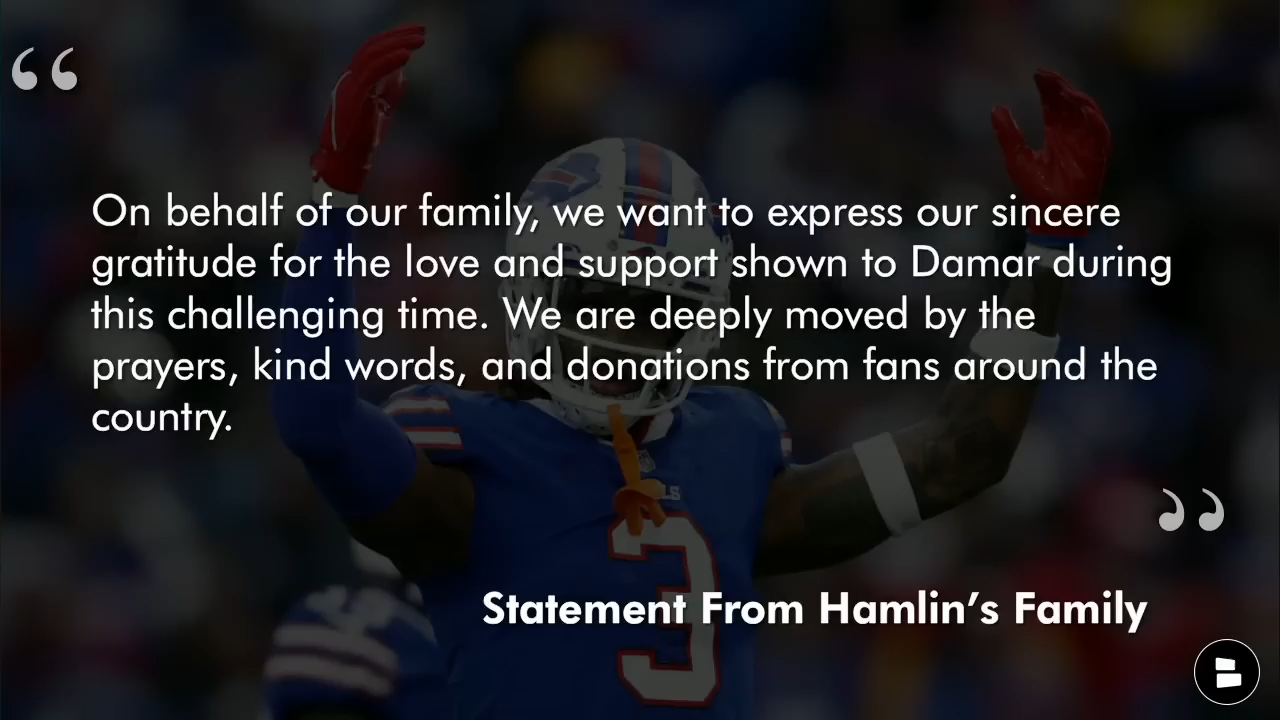 “
On behalf of our family, we want to express our sincere
gratitude for the love and support shown to Damar during
this challenging time. We are deeply moved by the
prayers, kind words, and donations from fans around the
country.
”
LS
3
Statement From Hamlin’s Family